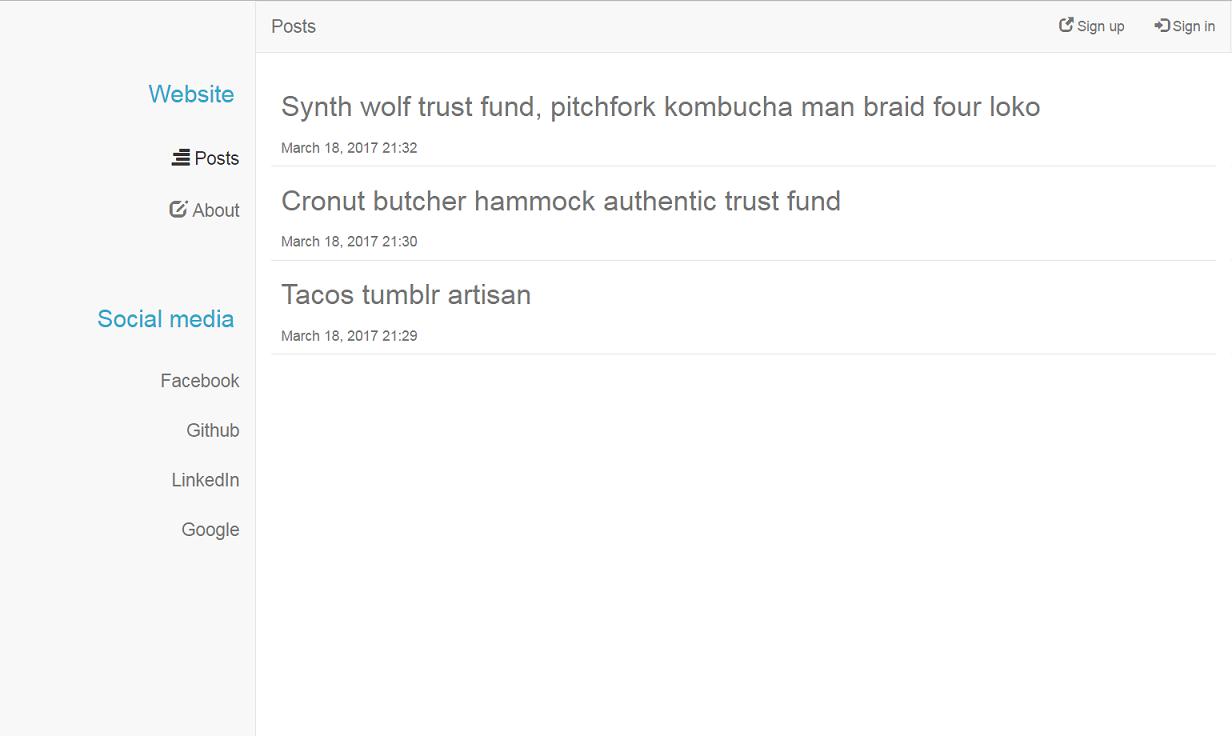 Posts
Sign up
Sign in
Website
Posts
About
Social media
Facebook
Github
LinkedIn
Google
Synth wolf trust fund, pitchfork kombucha man braid four loko
March 18, 2017 21:32
Cronut butcher hammock authentic trust fund
March 18, 2017 21:30
Tacos tumblr artisan
March 18, 2017 21:29